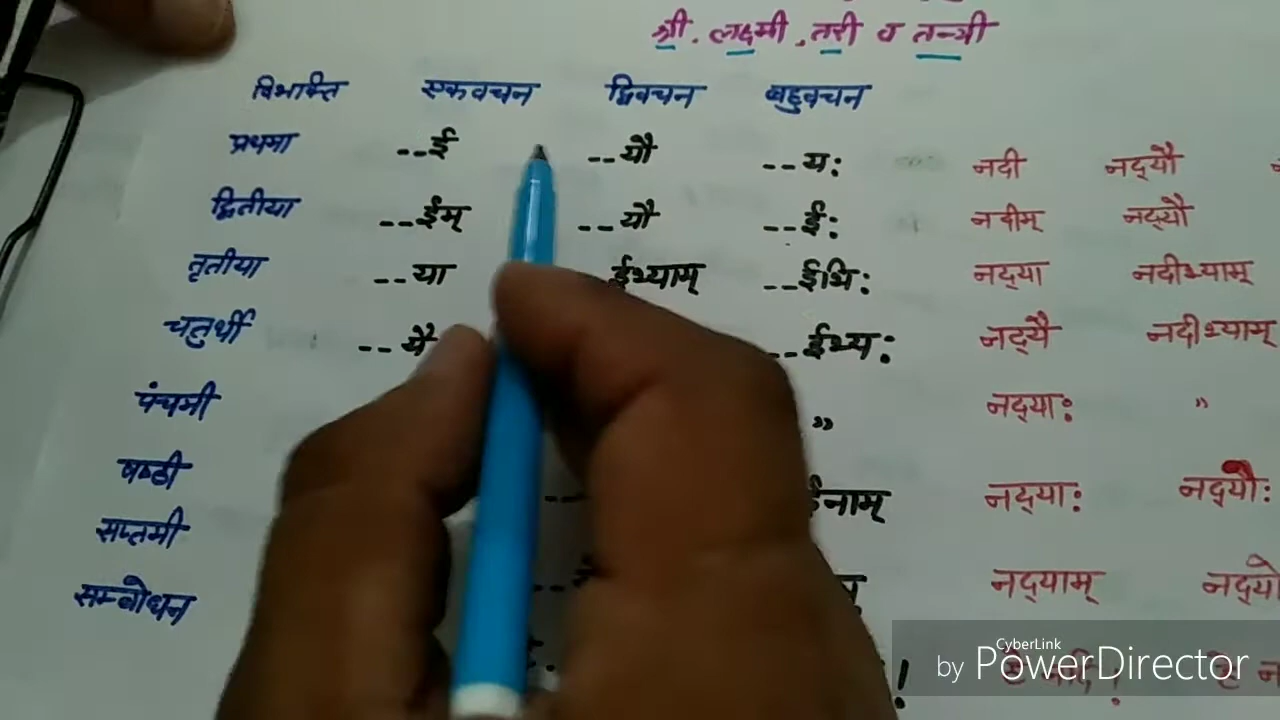 श्री. लक्ष्मी , तरी व तन्त्री
विभक्ति एकवचन द्विवचन बहुवचन
प्रथमा --ई --यौ --यः नदी नद्यौ
द्वितीया --ईम् --यौ --ईः नदीम् नद्यौ
तृतीया --या ईभ्याम् --ईभिः नद्या नदीभ्याम्
चतुर्थी --यै --ईभ्यः नद्यै नदीभ्याम्
पंचमी " नद्याः "
षष्ठी -- ईनाम् नद्याः नद्यौः
सप्तमी -- नद्याम् नद्यो
सम्बोधन ! हे नदि !
CyberLink
by PowerDirector